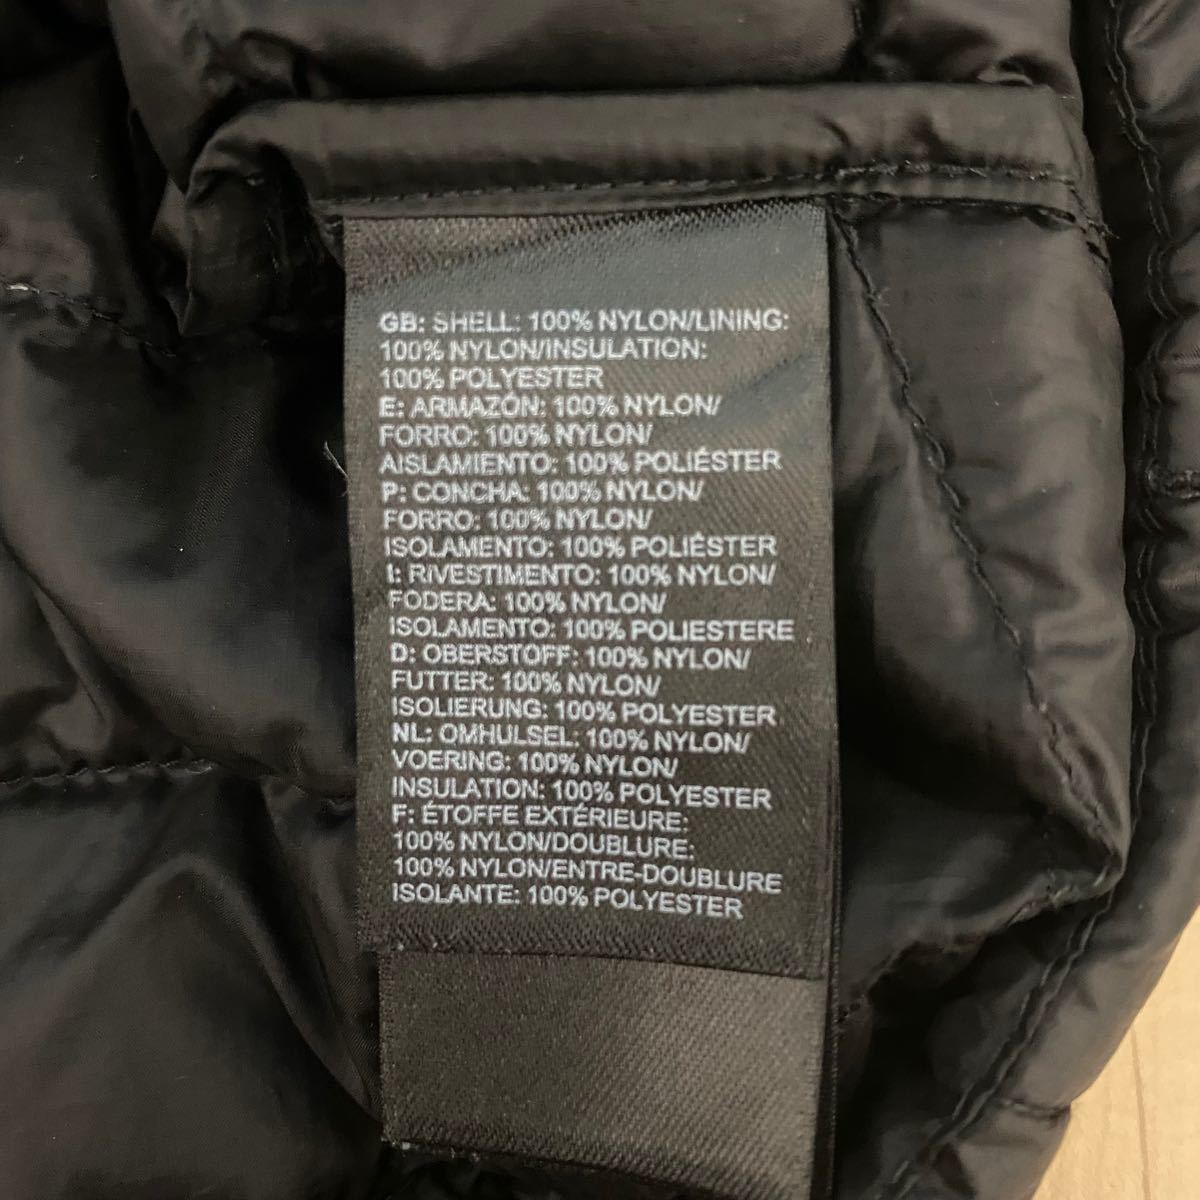 GB: SHELL: 100% NYLON/LINING:
100% NYLON/INSULATION:
100% POLYESTER
E: ARMAZÓN: 100% NYLON/
FORRO: 100% NYLON/
AISLAMIENTO: 100% POLIÉSTER
P: CONCHA: 100% NYLON/
FORRO: 100% NYLON/
ISOLAMENTO: 100% POLIÉSTER
I: RIVESTIMENTO: 100% NYLON/
FODERA: 100% NYLON/
ISOLAMENTO: 100% POLIESTERE
D: OBERSTOFF: 100% NYLON/
FUTTER: 100% NYLON/
ISOLIERUNG: 100% POLYESTER
NL: OMHULSEL: 100% NYLON/
VOERING: 100% NYLON/
INSULATION: 100% POLYESTER
F: ÉTOFFE EXTÉRIEURE:
100% NYLON/DOUBLURE:
100% NYLON/ENTRE-DOUBLURE
ISOLANTE: 100% POLYESTER